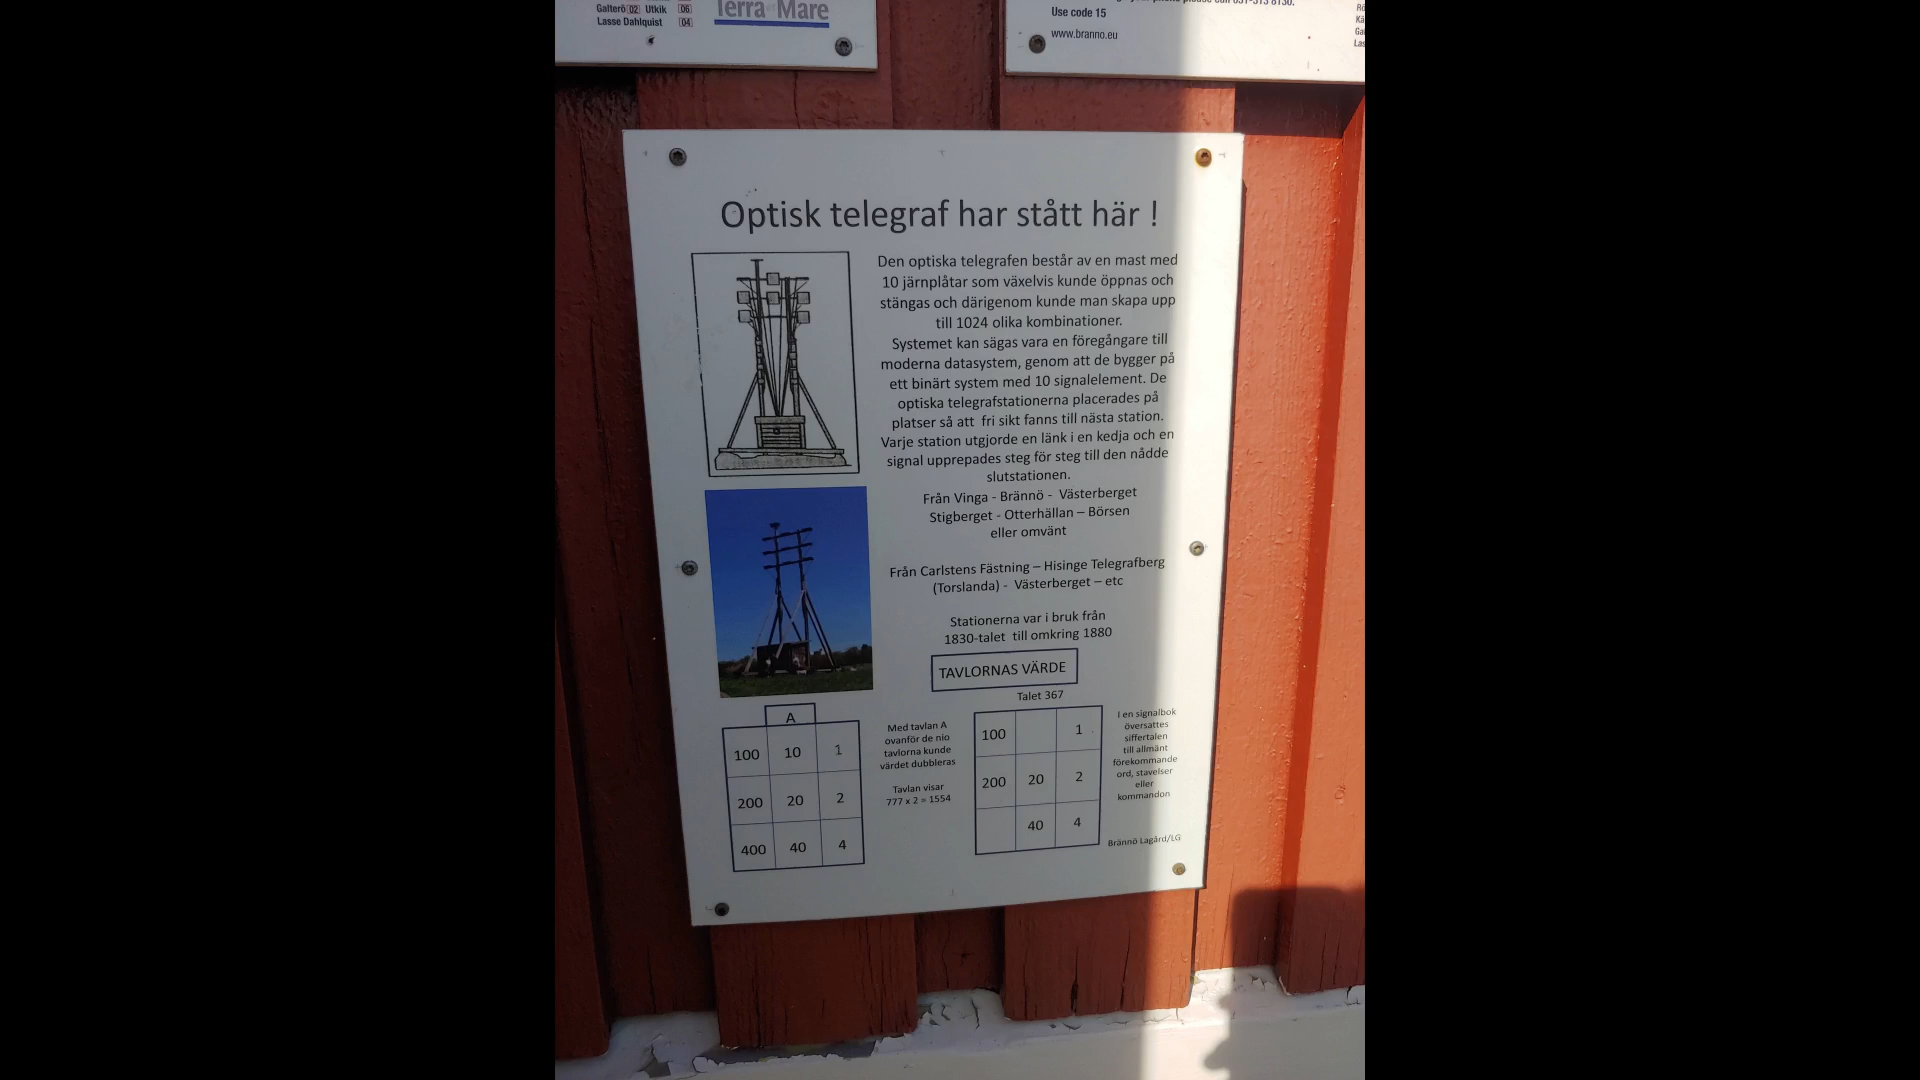 Galterö 02 Utkik 06
Lasse Dahlquist 04
Terra et Mare
Use code 15
www.branno.eu
Optisk telegraf har stått här !
Den optiska telegrafen består av en mast med
10 järnplåtar som växelvis kunde öppnas och
stängas och därigenom kunde man skapa upp
till 1024 olika kombinationer.
Systemet kan sägas vara en föregångare till
moderna datasystem, genom att de bygger på
ett binärt system med 10 signalelement. De
optiska telegrafstationerna placerades på
platser så att fri sikt fanns till nästa station.
Varje station utgjorde en länk i en kedja och en
signal upprepades steg för steg till den nådde
slutstationen.
Från Vinga - Brännö - Västerberget
Stigberget - Otterhällan – Börsen
eller omvänt
Från Carlstens Fästning – Hisinge Telegrafberg
(Torslanda) - Västerberget – etc
Stationerna var i bruk från
1830-talet till omkring 1880
TAVLORNAS VÄRDE
A
100 10 1
200 20 2
400 40 4
Med tavlan A
ovanför de nio
tavlorna kunde
värdet dubbleras
Tavlan visar
777 x 2 = 1554
Talet 367
100 1
200 20 2
40 4
I en signalbok
översattes
siffertalen
till allmänt
förekommande
ord, stavelser
eller
kommandon
Brännö Lagård/LG